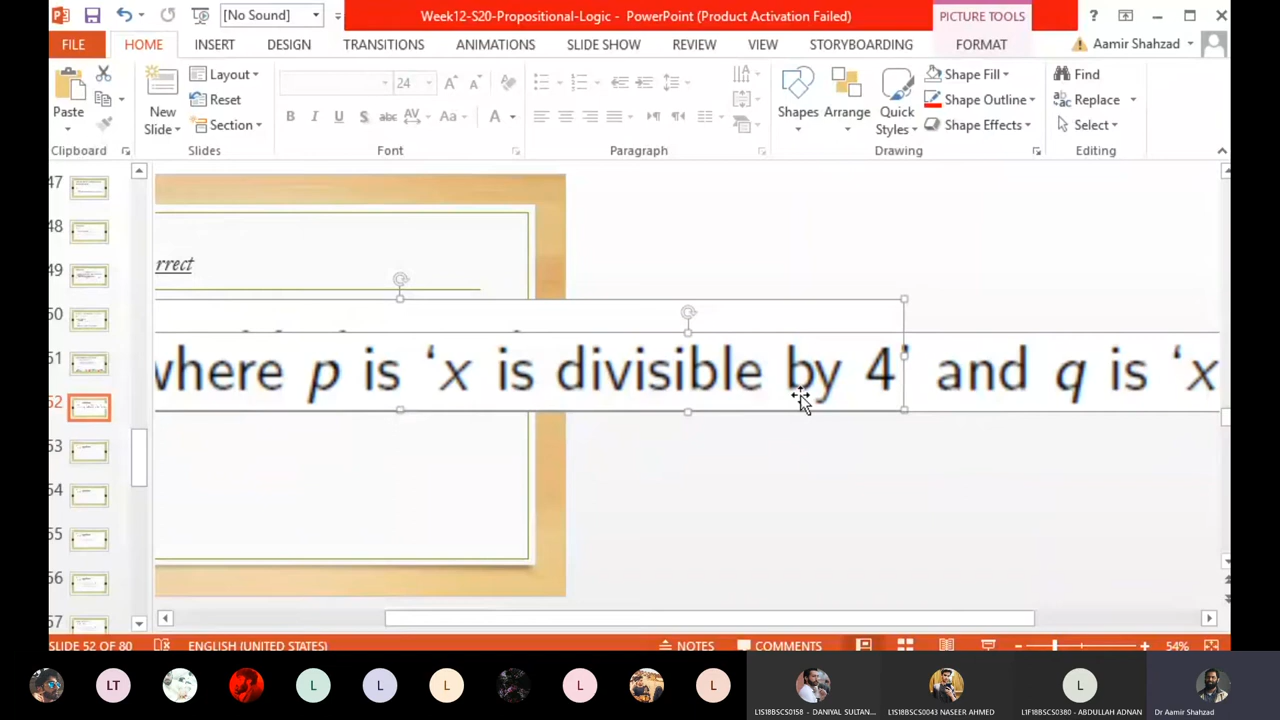 [No Sound]
Week12-S20-Propositional-Logic - PowerPoint (Product Activation Failed)
PICTURE TOOLS
FILE HOME INSERT DESIGN TRANSITIONS ANIMATIONS SLIDE SHOW REVIEW VIEW STORYBOARDING FORMAT Aamir Shahzad
Paste
New Slide
Layout
Reset
Section
24
Shapes
Arrange
Quick Styles
Shape Fill
Shape Outline
Shape Effects
Find
Replace
Select
Clipboard Slides Font Paragraph Drawing Editing
47
48
49
50
51
52
53
54
55
56
57
rrect
where p is ‘x is divisible by 4’ and q is ‘x
SLIDE 52 OF 80 ENGLISH (UNITED STATES) NOTES COMMENTS 54%
LT L L L L L L
L1S18BSCS0158 - DANIYAL SULTAN... L1S18BSCS0043 NASEER AHMED L1F18BSCS0380 - ABDULLAH ADNAN Dr Aamir Shahzad